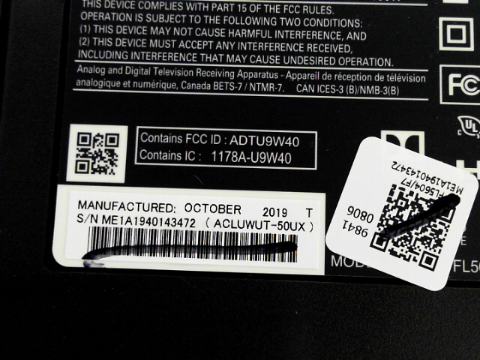 THIS DEVICE COMPLIES WITH PART 15 OF THE FCC RULES.
OPERATION IS SUBJECT TO THE FOLLOWING TWO CONDITIONS:
(1) THIS DEVICE MAY NOT CAUSE HARMFUL INTERFERENCE, AND
(2) THIS DEVICE MUST ACCEPT ANY INTERFERENCE RECEIVED,
INCLUDING INTERFERENCE THAT MAY CAUSE UNDESIRED OPERATION.
Analog and Digital Television Receiving Apparatus - Appareil de réception de télévision
analogique et numérique, Canada BETS-7 / NTMR-7. CAN ICES-3 (B)/NMB-3(B)
FC
UL
Contains FCC ID : ADTU9W40
Contains IC : 1178A-U9W40
MANUFACTURED: OCTOBER 2019 T
S/N ME1A1940143472 ( ACLUWUT-50UX )
ME1A1940143472
FL5604/F7
9841
0806